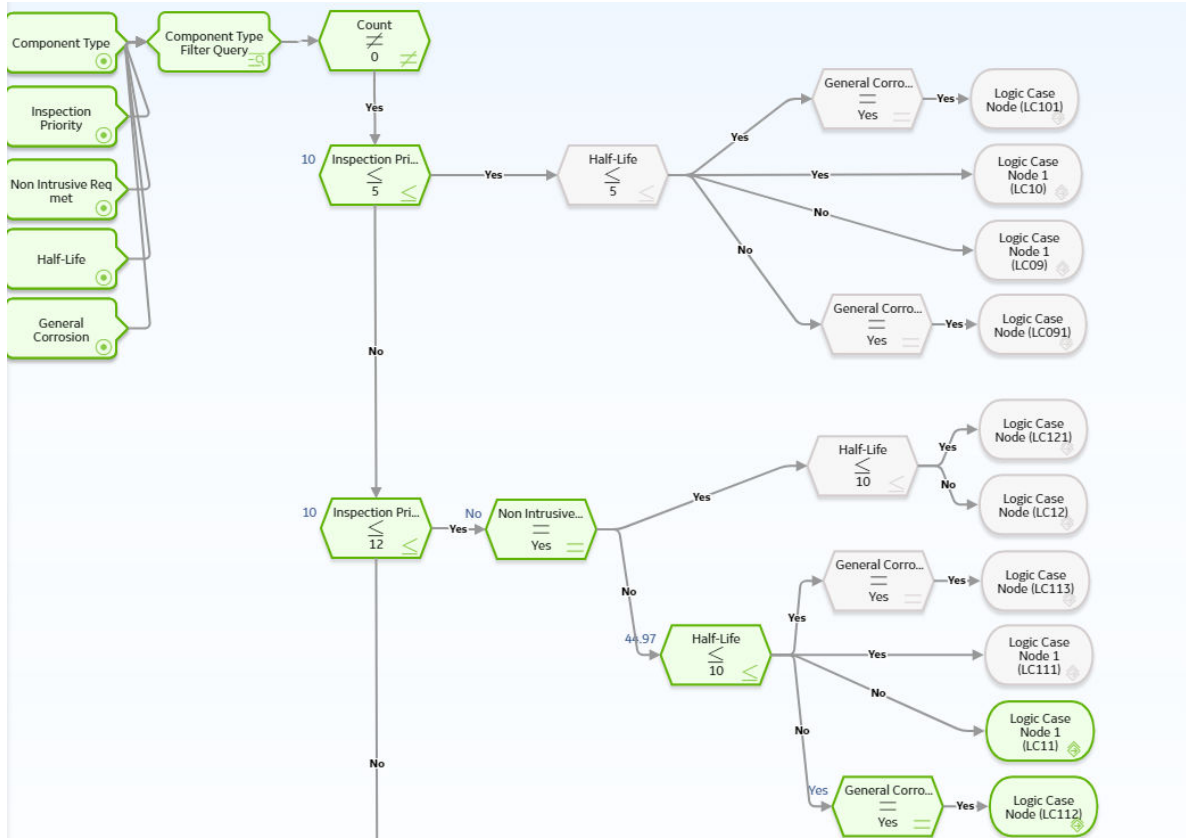 Component Type
Component Type
Filter Query
Count
≠
0
Inspection
Priority
Non Intrusive Req
met
Half-Life
General
Corrosion
Yes
10
Inspection Pri...
≤
5
Yes
Half-Life
≤
5
Yes
General Corro...
=
Yes
Yes
Logic Case
Node (LC101)
Yes
Logic Case
Node 1
(LC10)
No
Logic Case
Node 1
(LC09)
No
General Corro...
=
Yes
Yes
Logic Case
Node (LC091)
No
10
Inspection Pri...
≤
12
Yes
No
Non Intrusive...
=
Yes
Yes
Half-Life
≤
10
Yes
Logic Case
Node (LC121)
No
Logic Case
Node (LC12)
No
44.97
Half-Life
≤
10
Yes
General Corro...
=
Yes
Yes
Logic Case
Node (LC113)
Yes
Logic Case
Node 1
(LC111)
No
Logic Case
Node 1
(LC11)
No
Yes
General Corro...
=
Yes
Yes
Logic Case
Node (LC112)
No